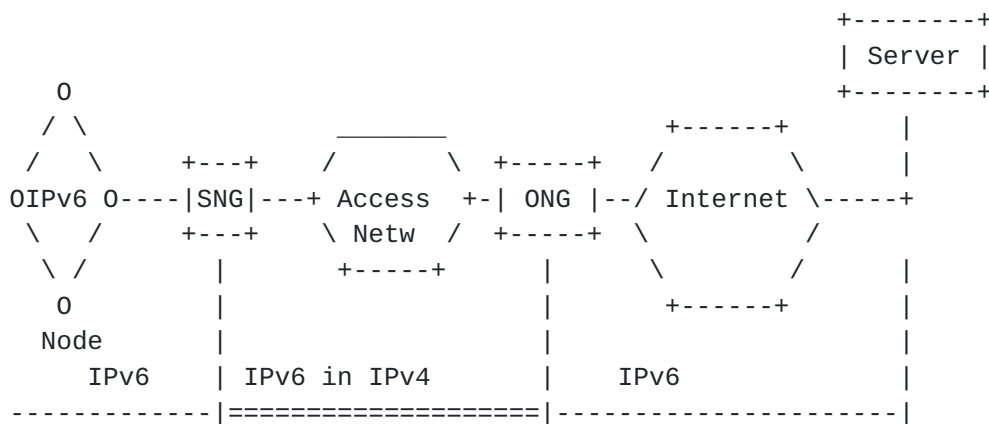 Server
OIPv6 O SNG Access ONG Internet
Netw
O
Node
IPv6 IPv6 in IPv4 IPv6